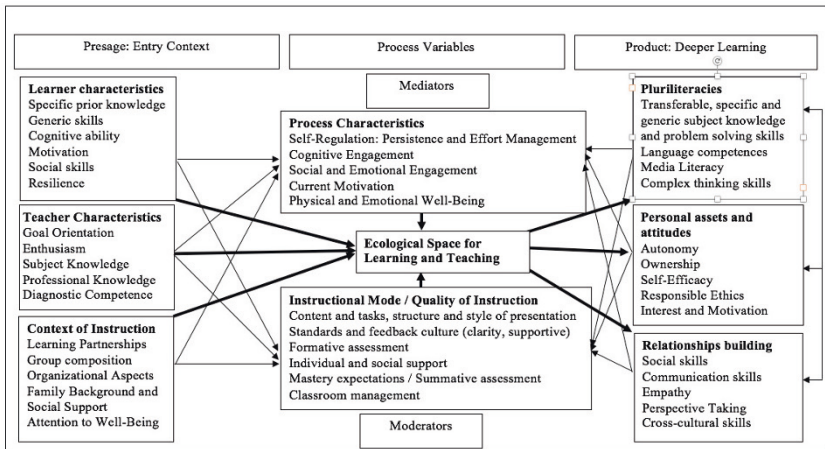 Presage: Entry Context
Process Variables
Product: Deeper Learning
Learner characteristics
Specific prior knowledge
Generic skills
Cognitive ability
Motivation
Social skills
Resilience
Teacher Characteristics
Goal Orientation
Enthusiasm
Subject Knowledge
Professional Knowledge
Diagnostic Competence
Context of Instruction
Learning Partnerships
Group composition
Organizational Aspects
Family Background and
Social Support
Attention to Well-Being
Mediators
Process Characteristics
Self-Regulation: Persistence and Effort Management
Cognitive Engagement
Social and Emotional Engagement
Current Motivation
Physical and Emotional Well-Being
Ecological Space for
Learning and Teaching
Instructional Mode / Quality of Instruction
Content and tasks, structure and style of presentation
Standards and feedback culture (clarity, supportive)
Formative assessment
Individual and social support
Mastery expectations / Summative assessment
Classroom management
Moderators
Pluriliteracies
Transferable, specific and
generic subject knowledge
and problem solving skills
Language competences
Media Literacy
Complex thinking skills
Personal assets and
attitudes
Autonomy
Ownership
Self-Efficacy
Responsible Ethics
Interest and Motivation
Relationships building
Social skills
Communication skills
Empathy
Perspective Taking
Cross-cultural skills